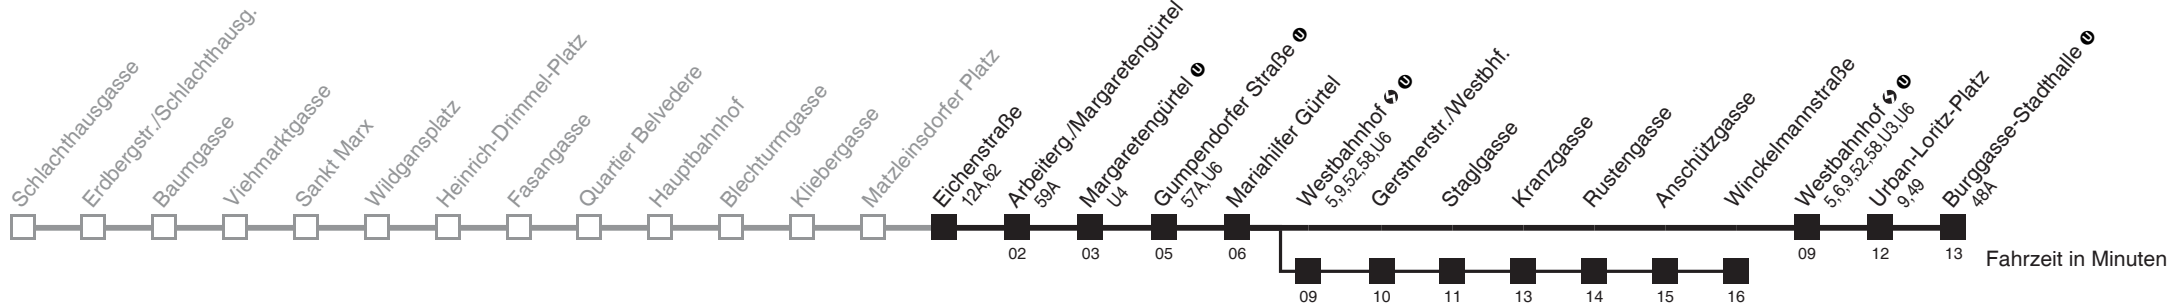 Schlachthausgasse
Erdbergstr./Schlachthausg.
Baumgasse
Viehmarktgasse
Sankt Marx
Wildgansplatz
Heinrich-Drimmel-Platz
Fasangasse
Quartier Belvedere
Hauptbahnhof
Blechturmgasse
Kliebergasse
Matzleinsdorfer Platz
Eichenstraße
12A,62
Arbeiterg./Margaretengürtel
59A
Margaretengürtel U
U4
Gumpendorfer Straße U
57A,U6
Mariahilfer Gürtel
Westbahnhof S U
5,9,52,58,U6
Gerstnerstr./Westbhf.
Staglgasse
Kranzgasse
Rustengasse
Anschützgasse
Winckelmannstraße
Westbahnhof S U
5,6,9,52,58,U3,U6
Urban-Loritz-Platz
9,49
Burggasse-Stadthalle U
48A
02 03 05 06 09 12 13
Fahrzeit in Minuten
09 10 11 13 14 15 16